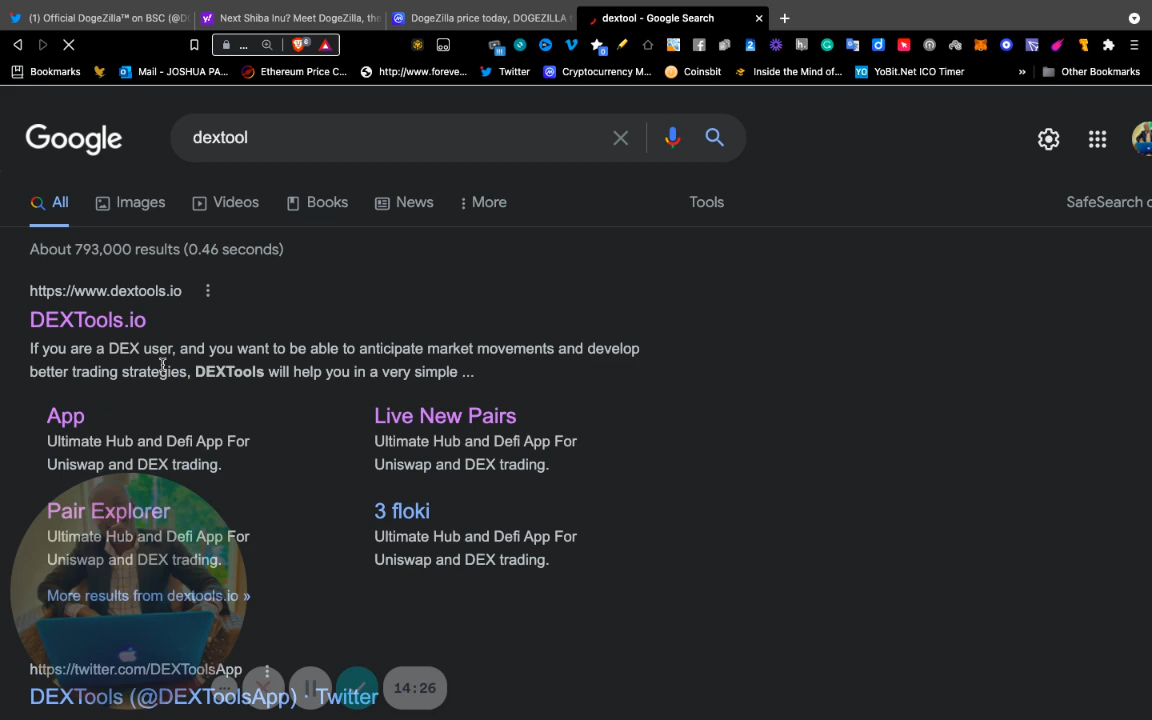 (1) Official DogeZilla™ on BSC (@D
Next Shiba Inu? Meet DogeZilla, the
DogeZilla price today, DOGEZILLA t
dextool - Google Search
...
Bookmarks
Mail - JOSHUA PA...
Ethereum Price C...
http://www.foreve...
Twitter
Cryptocurrency M...
Coinsbit
Inside the Mind of...
YoBit.Net ICO Timer
»
Other Bookmarks
Google
dextool
All
Images
Videos
Books
News
More
Tools
SafeSearch
About 793,000 results (0.46 seconds)
https://www.dextools.io
DEXTools.io
If you are a DEX user, and you want to be able to anticipate market movements and develop
better trading strategies, DEXTools will help you in a very simple ...
App
Ultimate Hub and Defi App For
Uniswap and DEX trading.
Live New Pairs
Ultimate Hub and Defi App For
Uniswap and DEX trading.
Pair Explorer
Ultimate Hub and Defi App For
Uniswap and DEX trading.
3 floki
Ultimate Hub and Defi App For
Uniswap and DEX trading.
More results from dextools.io »
https://twitter.com/DEXToolsApp
DEXTools (@DEXToolsApp) · Twitter
14:26